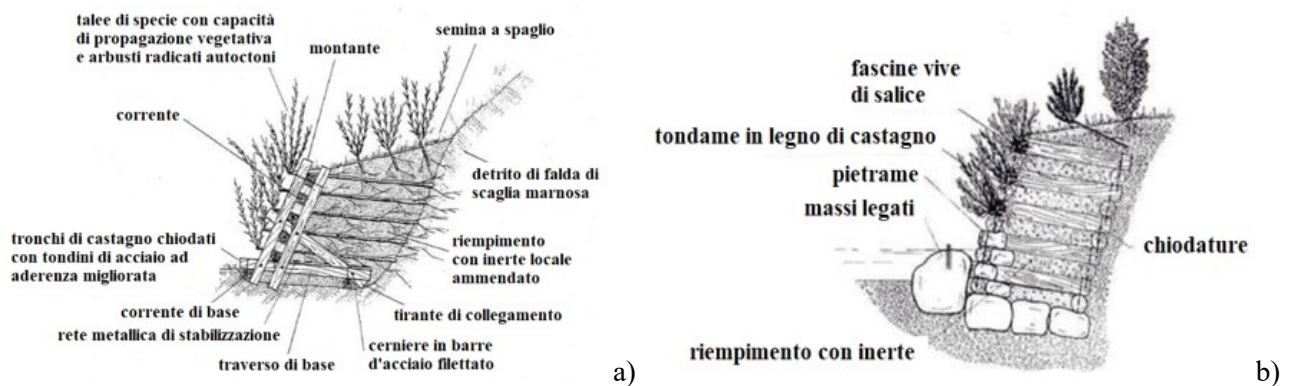 talee di specie con capacità
di propagazione vegetativa
e arbusti radicati autoctoni
semina a spaglio
montante
corrente
detrito di falda di
scaglia marnosa
tronchi di castagno chiodati
con tondini di acciaio ad
aderenza migliorata
riempimento
con inerte locale
ammendato
corrente di base
rete metallica di stabilizzazione
traverso di base
tirante di collegamento
cerniere in barre
d'acciaio filettato
a)
fascine vive
di salice
tondame in legno di castagno
pietrame
massi legati
chiodature
riempimento con inerte
b)